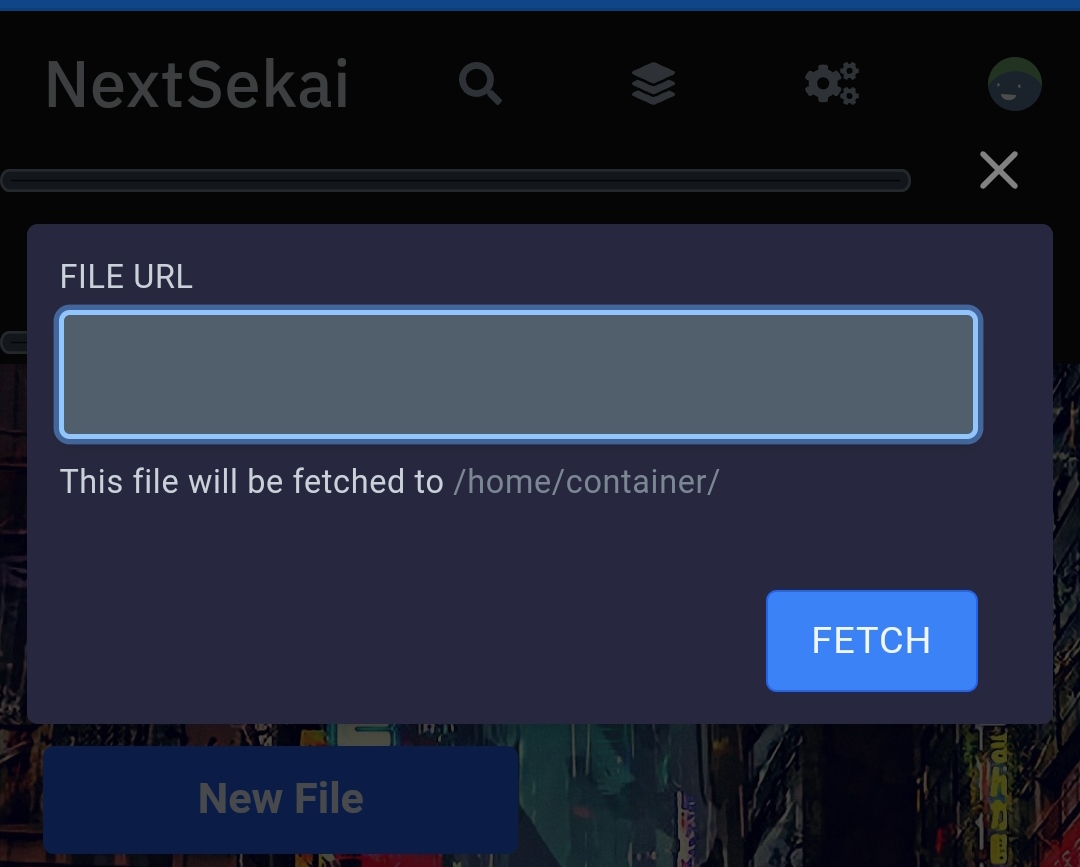 NextSekai
FILE URL
This file will be fetched to /home/container/
FETCH
New File